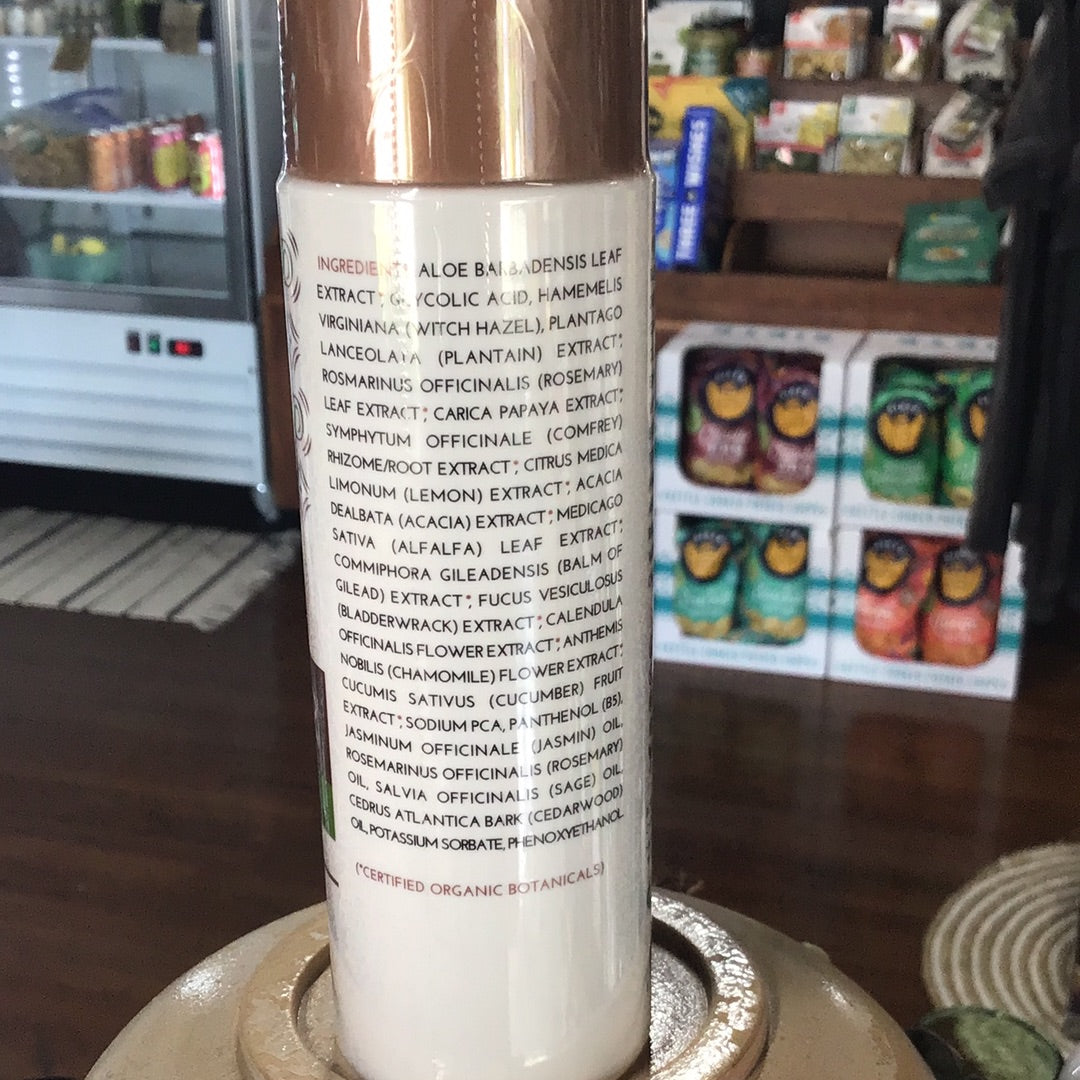 INGREDIENTS ALOE BARBADENSIS LEAF
EXTRACT*, GLYCOLIC ACID, HAMEMELIS
VIRGINIANA (WITCH HAZEL), PLANTAGO
LANCEOLATA (PLANTAIN) EXTRACT*,
ROSMARINUS OFFICINALIS (ROSEMARY)
LEAF EXTRACT*, CARICA PAPAYA EXTRACT*,
SYMPHYTUM OFFICINALE (COMFREY)
RHIZOME/ROOT EXTRACT*, CITRUS MEDICA
LIMONUM (LEMON) EXTRACT*, ACACIA
DEALBATA (ACACIA) EXTRACT*, MEDICAGO
SATIVA (ALFALFA) LEAF EXTRACT*,
COMMIPHORA GILEADENSIS (BALM OF
GILEAD) EXTRACT*, FUCUS VESICULOSUS
(BLADDERWRACK) EXTRACT*, CALENDULA
OFFICINALIS FLOWER EXTRACT*, ANTHEMIS
NOBILIS (CHAMOMILE) FLOWER EXTRACT*,
CUCUMIS SATIVUS (CUCUMBER) FRUIT
EXTRACT*, SODIUM PCA, PANTHENOL (B5),
JASMINUM OFFICINALE (JASMIN) OIL,
ROSEMARINUS OFFICINALIS (ROSEMARY)
OIL, SALVIA OFFICINALIS (SAGE) OIL,
CEDRUS ATLANTICA BARK (CEDARWOOD)
OIL, POTASSIUM SORBATE, PHENOXYETHANOL
(*CERTIFIED ORGANIC BOTANICALS)